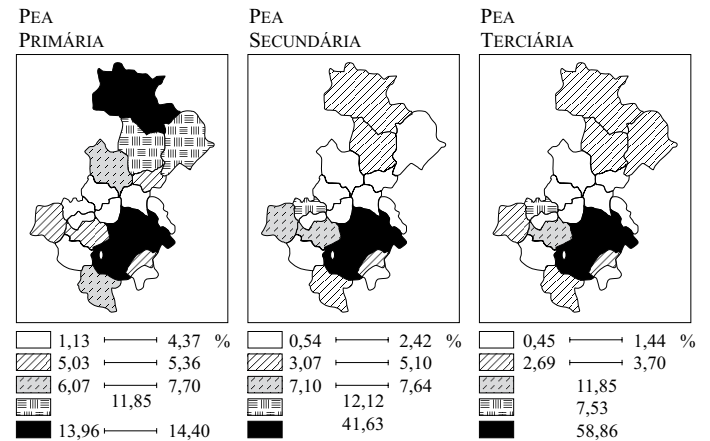 PEA
PRIMÁRIA
PEA
SECUNDÁRIA
PEA
TERCIÁRIA
1,13 4,37 %
5,03 5,36
6,07 7,70
11,85
13,96 14,40
0,54 2,42 %
3,07 5,10
7,10 7,64
12,12
41,63
0,45 1,44 %
2,69 3,70
11,85
7,53
58,86